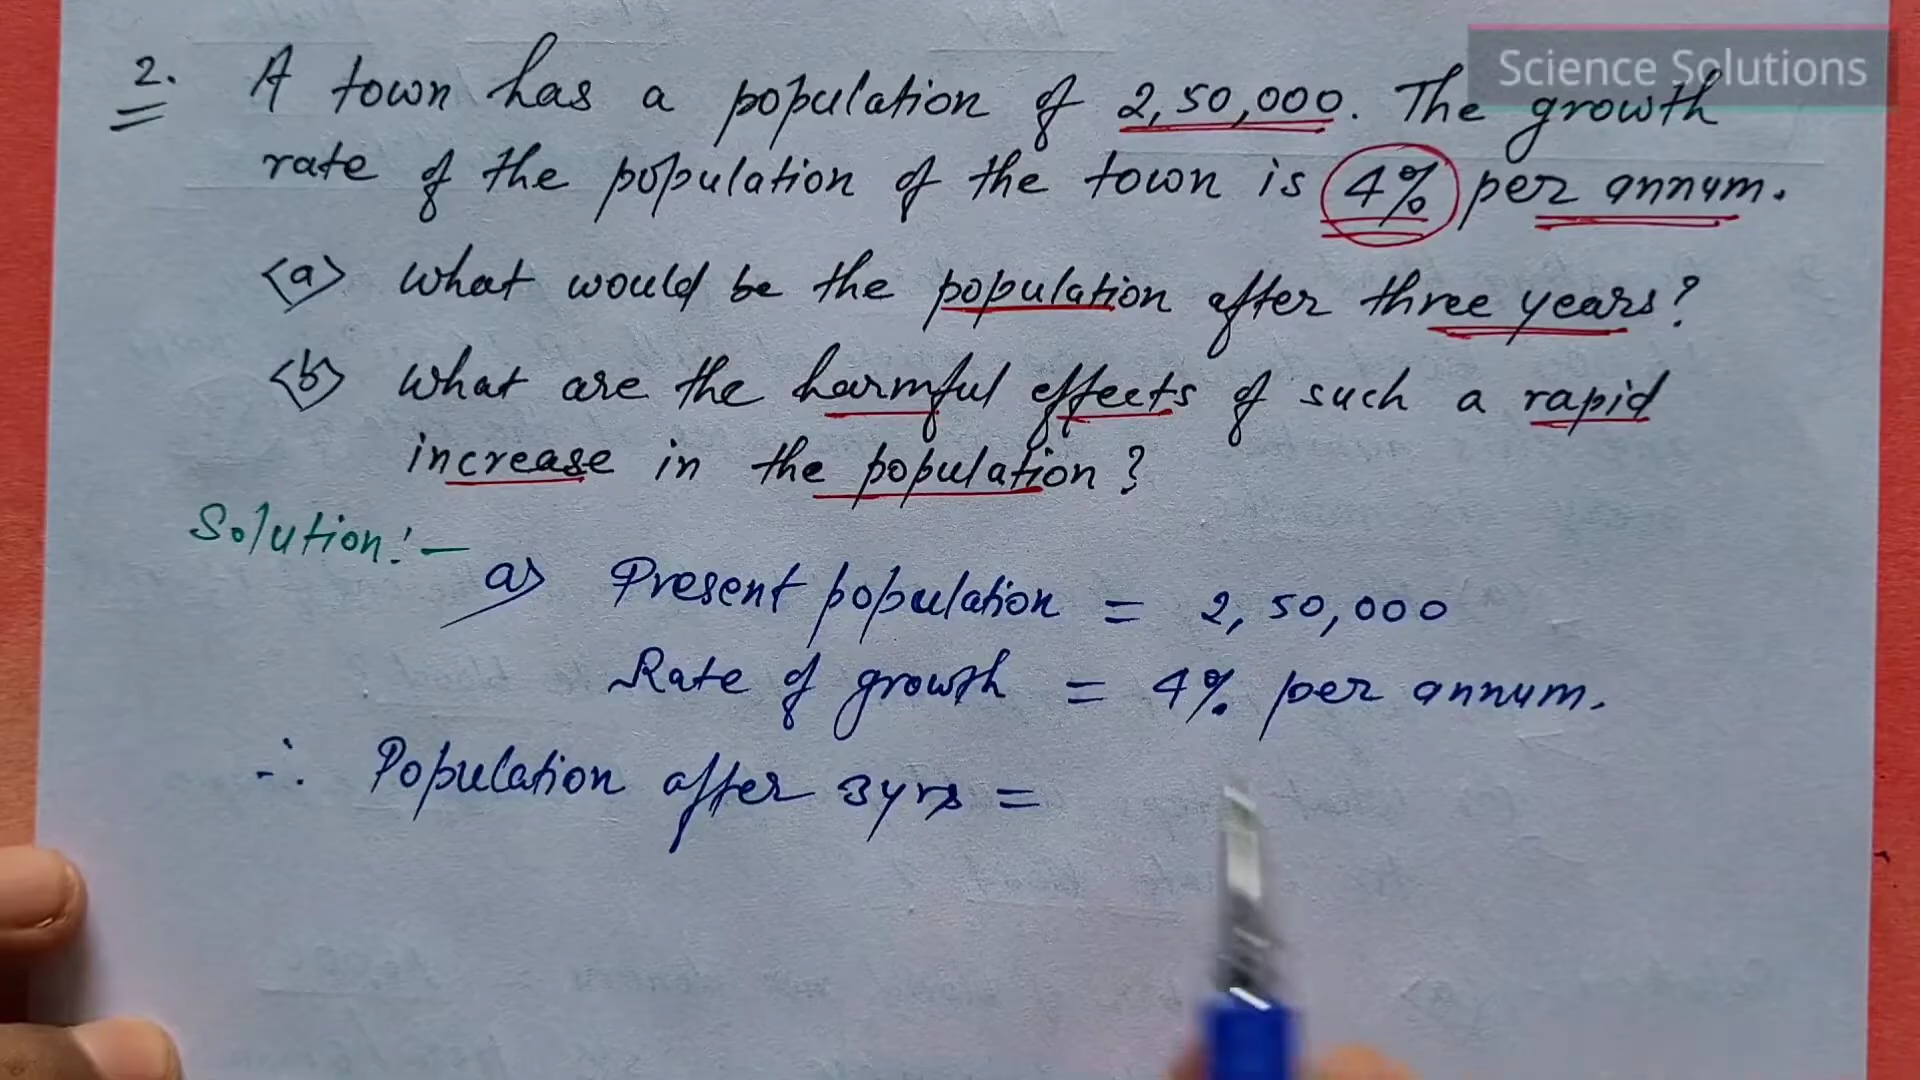 Science Solutions
2. A town has a population of 2,50,000. The growth
rate of the population of the town is 4% per annum.
<a> What would be the population after three years?
<b> What are the harmful effects of such a rapid
increase in the population?
Solution:-
a> Present population = 2,50,000
Rate of growth = 4% per annum.
∴ Population after 3yrs =